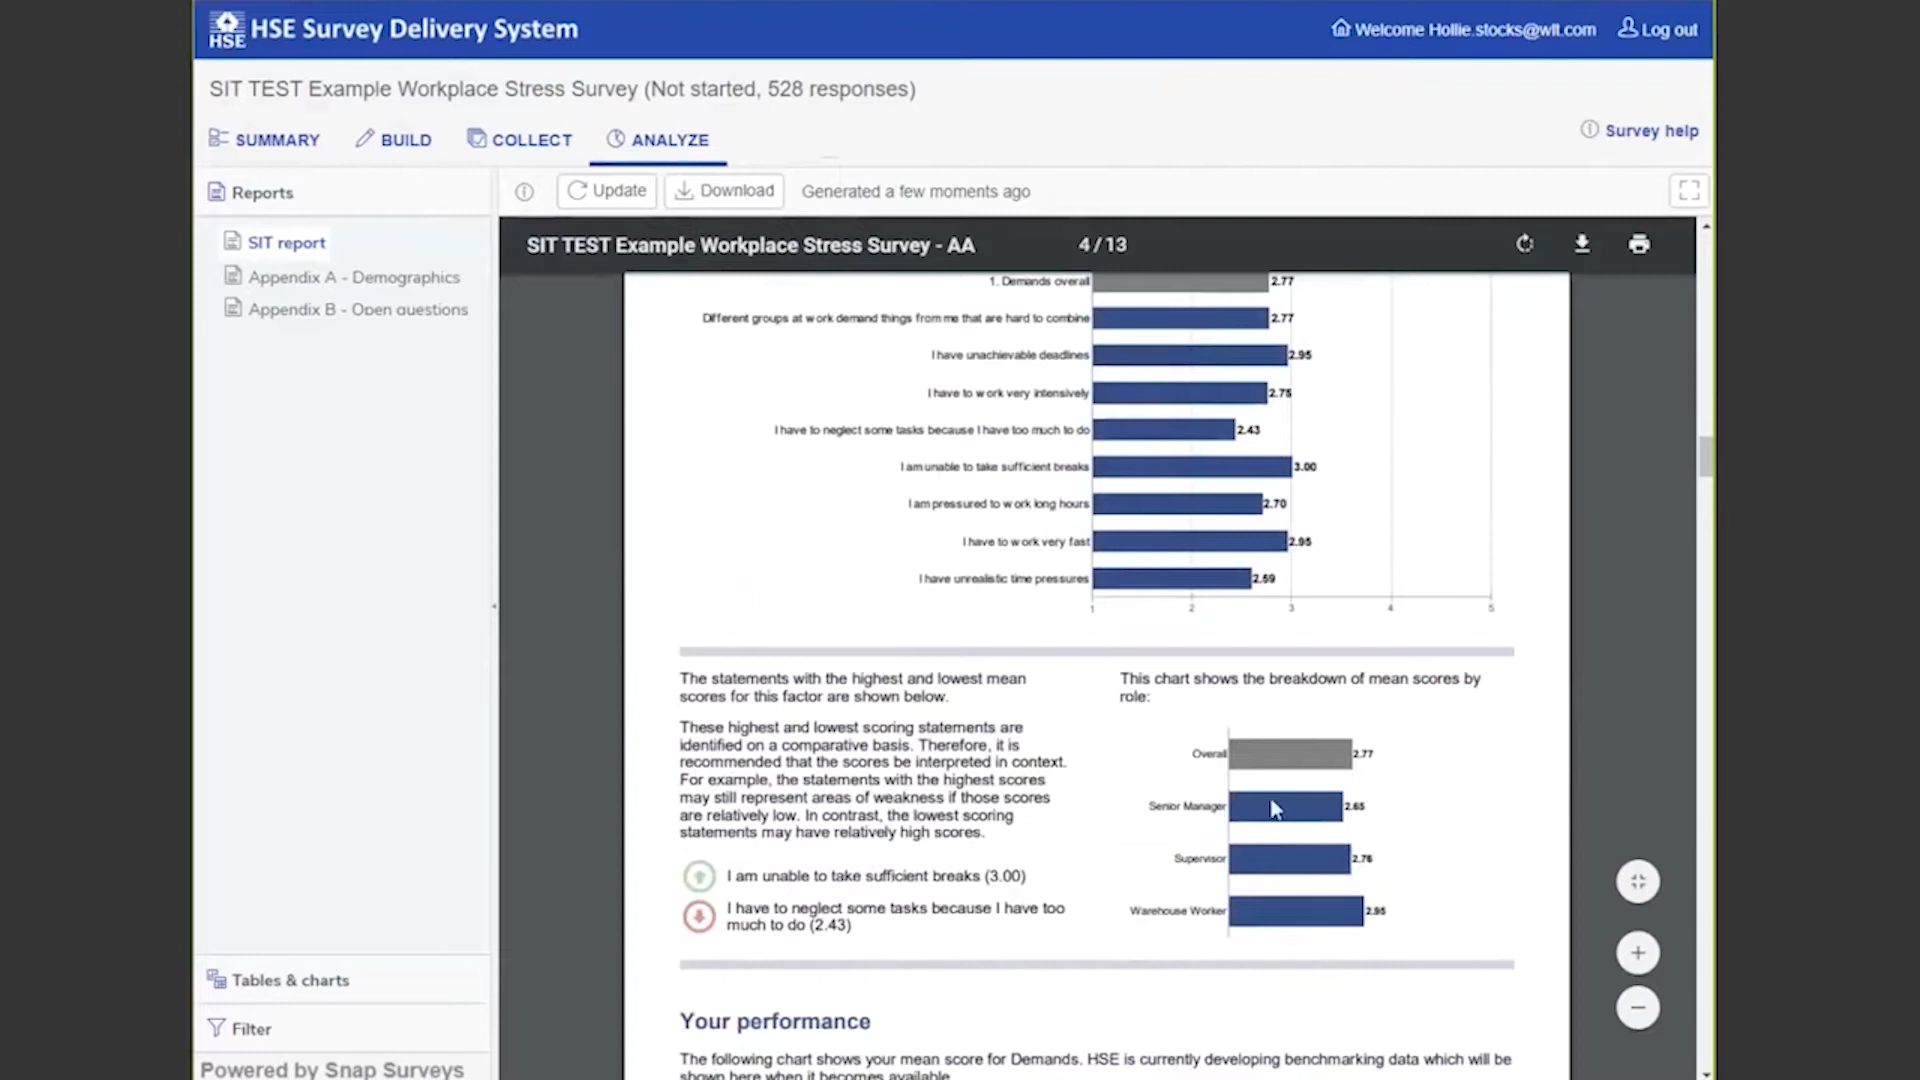 HSE
HSE Survey Delivery System
Welcome Hollie.stocks@wlt.com
Log out
SIT TEST Example Workplace Stress Survey (Not started, 528 responses)
SUMMARY
BUILD
COLLECT
ANALYZE
Survey help
Reports
Update
Download
Generated a few moments ago
SIT report
Appendix A - Demographics
Appendix B - Open questions
SIT TEST Example Workplace Stress Survey - AA
4 / 13
1. Demands overall 2.77
Different groups at work demand things from me that are hard to combine 2.77
I have unachievable deadlines 2.95
I have to work very intensively 2.75
I have to neglect some tasks because I have too much to do 2.43
I am unable to take sufficient breaks 3.00
I am pressured to work long hours 2.70
I have to work very fast 2.95
I have unrealistic time pressures 2.59
1 2 3 4 5
The statements with the highest and lowest mean
scores for this factor are shown below.
These highest and lowest scoring statements are
identified on a comparative basis. Therefore, it is
recommended that the scores be interpreted in context.
For example, the statements with the highest scores
may still represent areas of weakness if those scores
are relatively low. In contrast, the lowest scoring
statements may have relatively high scores.
I am unable to take sufficient breaks (3.00)
I have to neglect some tasks because I have too
much to do (2.43)
This chart shows the breakdown of mean scores by
role:
Overall 2.77
Senior Manager 2.65
Supervisor 2.76
Warehouse Worker 2.95
Your performance
The following chart shows your mean score for Demands. HSE is currently developing benchmarking data which will be
shown here when it becomes available.
Tables & charts
Filter
Powered by Snap Surveys